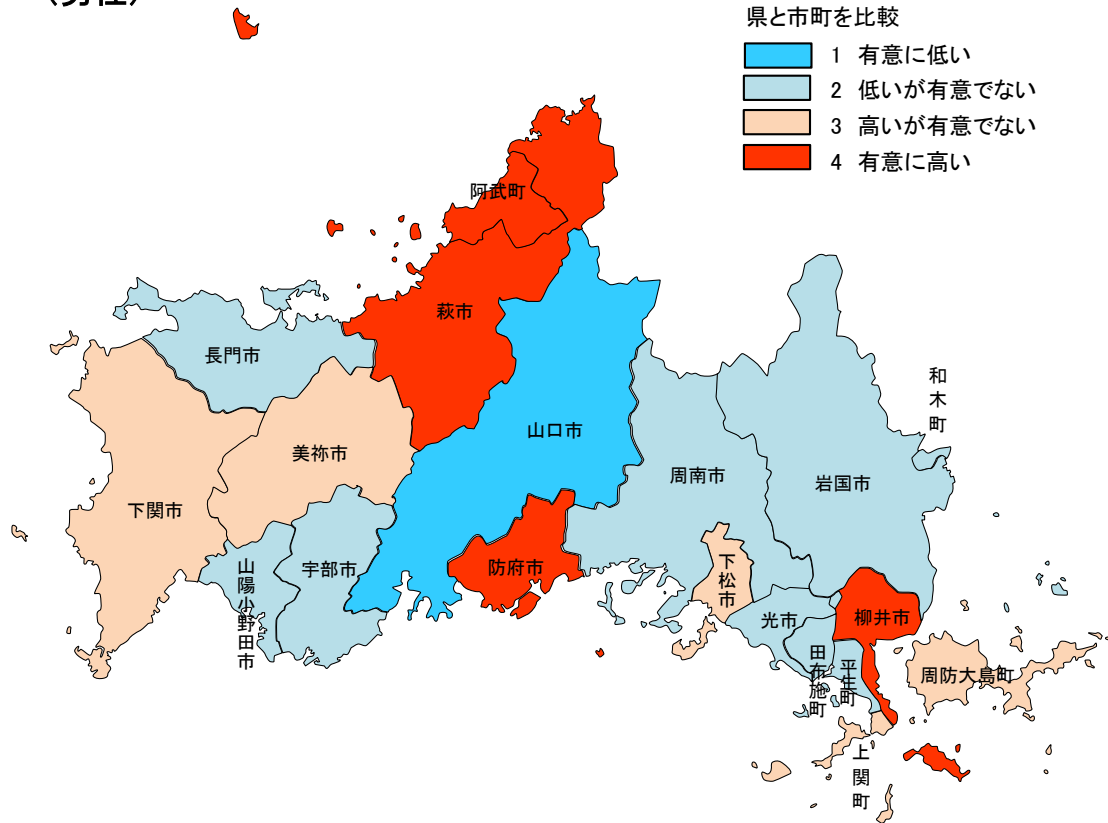 (男性)
県と市町を比較
1 有意に低い
2 低いが有意でない
3 高いが有意でない
4 有意に高い
阿武町
萩市
長門市
和木町
山口市
美祢市
周南市
岩国市
下関市
山陽小野田市
宇部市
防府市
下松市
光市
柳井市
田布施町
平生町
周防大島町
上関町